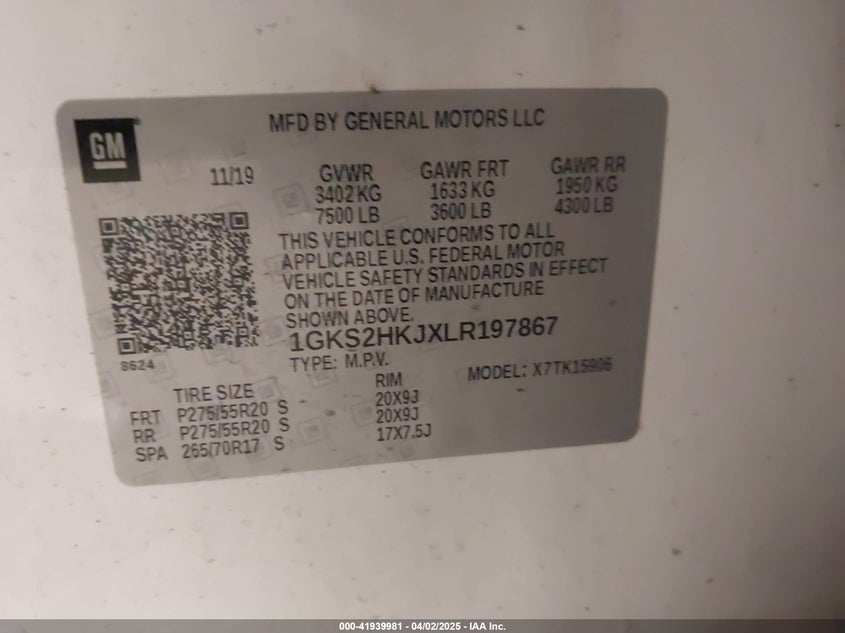 GM
MFD BY GENERAL MOTORS LLC
11/19 GVWR GAWR FRT GAWR RR
3402 KG 1633 KG 1950 KG
7500 LB 3600 LB 4300 LB
THIS VEHICLE CONFORMS TO ALL
APPLICABLE U.S. FEDERAL MOTOR
VEHICLE SAFETY STANDARDS IN EFFECT
ON THE DATE OF MANUFACTURE
SHOWN ABOVE.
1GKS2HKJXLR197867
8624
TYPE: M.P.V. MODEL: X7TK15906
TIRE SIZE RIM
FRT P275/55R20 S 20X9J
RR P275/55R20 S 20X9J
SPA 265/70R17 S 17X7.5J
000-41939981 - 04/02/2025 - IAA Inc.